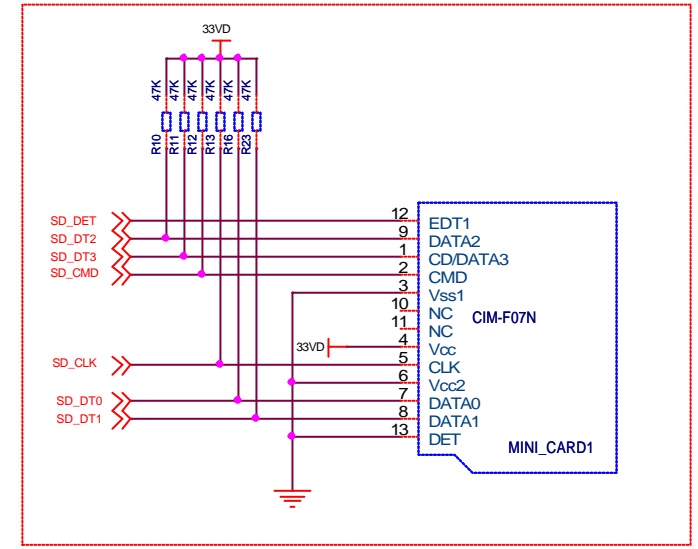 33VD
47K
47K
47K
47K
47K
47K
R10
R11
R12
R13
R16
R23
SD_DET
SD_DT2
SD_DT3
SD_CMD
SD_CLK
SD_DT0
SD_DT1
33VD
12 EDT1
9 DATA2
1 CD/DATA3
2 CMD
3 Vss1
10 NC
11 NC
4 Vcc
5 CLK
6 Vcc2
7 DATA0
8 DATA1
13 DET
CIM-F07N
MINI_CARD1